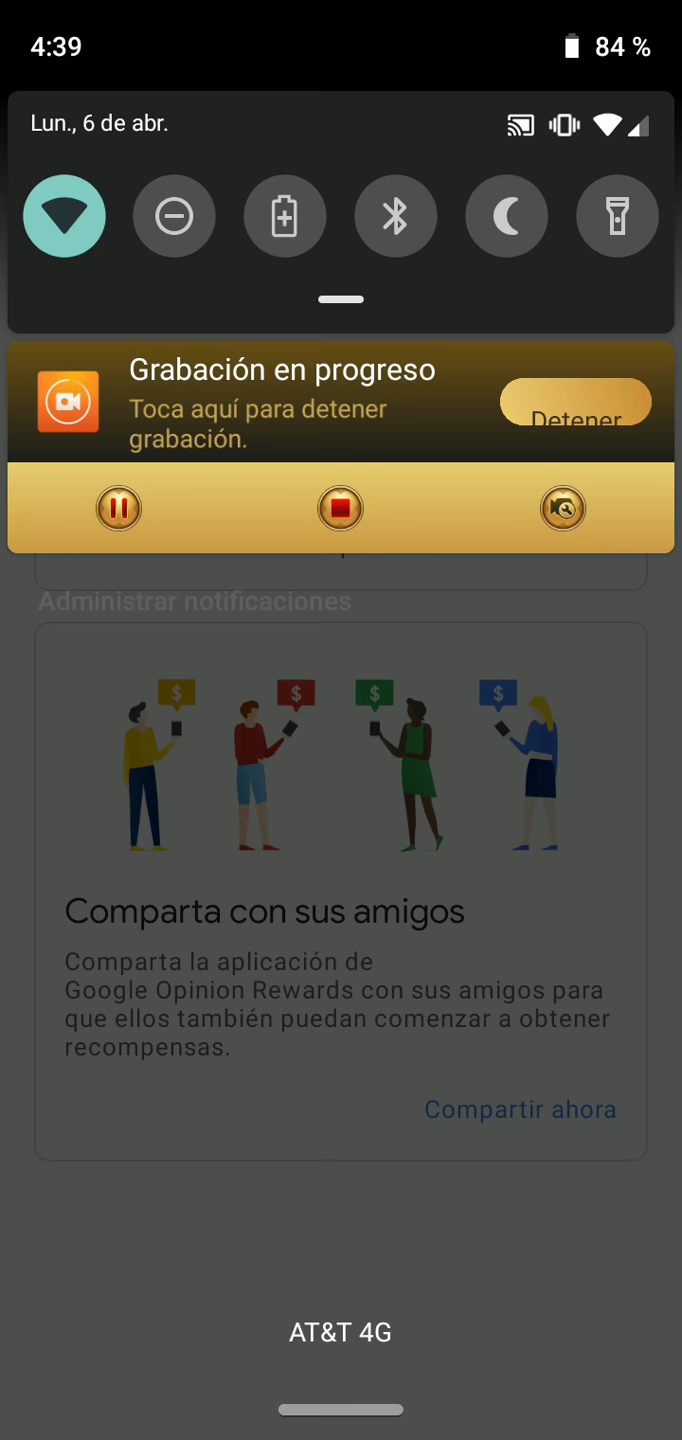 4:39
84 %
Lun., 6 de abr.
Grabación en progreso
Toca aquí para detener
grabación.
Detener
Administrar notificaciones
$ $ $ $
Comparta con sus amigos
Comparta la aplicación de
Google Opinion Rewards con sus amigos para
que ellos también puedan comenzar a obtener
recompensas.
Compartir ahora
AT&T 4G